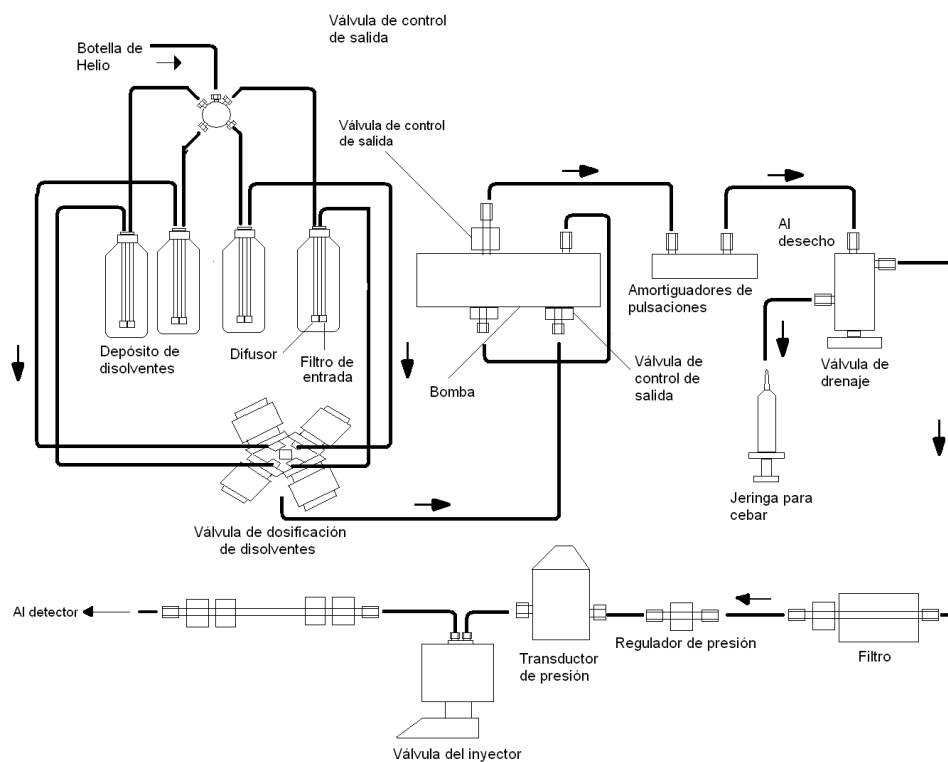 Válvula de control
de salida
Botella de
Helio
Válvula de control
de salida
Al
desecho
Amortiguadores de
pulsaciones
Depósito de
disolventes
Difusor
Filtro de
entrada
Bomba
Válvula de
control de
salida
Válvula de
drenaje
Jeringa para
cebar
Válvula de dosificación
de disolventes
Al detector
Transductor
de presión
Regulador de presión
Filtro
Válvula del inyector